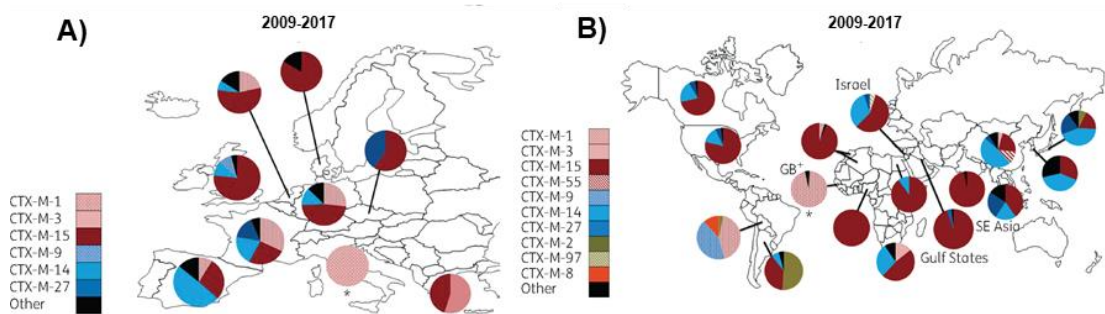 A)
2009-2017
CTX-M-1
CTX-M-3
CTX-M-15
CTX-M-9
CTX-M-14
CTX-M-27
Other
*
B)
2009-2017
CTX-M-1
CTX-M-3
CTX-M-15
CTX-M-55
CTX-M-9
CTX-M-14
CTX-M-27
CTX-M-2
CTX-M-97
CTX-M-8
Other
Israel
GB+
*
SE Asia
Gulf States